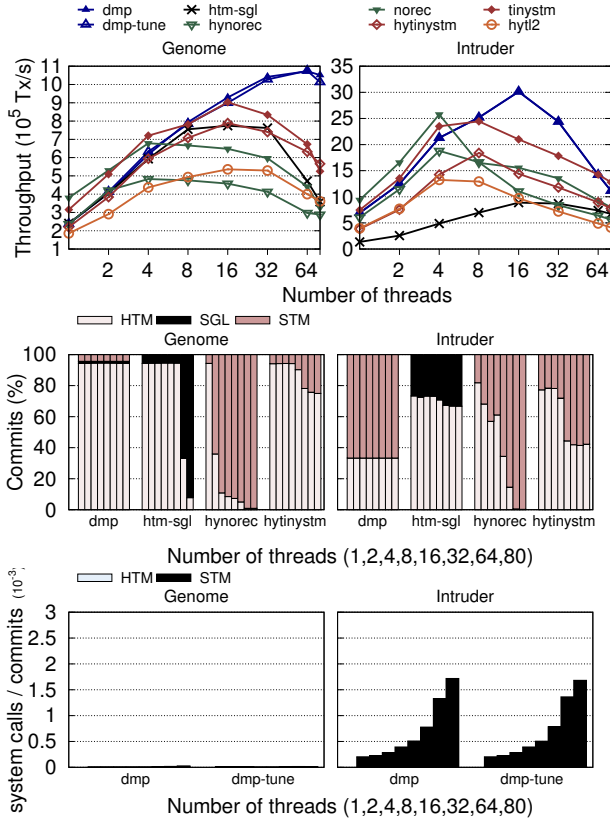 dmp htm-sgl norec tinystm
dmp-tune hynorec hytinystm hytl2
Genome Intruder
Throughput (10⁵ Tx/s)
11 10 9 8 7 6 5 4 3 2 1
35 30 25 20 15 10 5 0
2 4 8 16 32 64 2 4 8 16 32 64
Number of threads
HTM SGL STM
Genome Intruder
Commits (%)
100 80 60 40 20 0
dmp htm-sgl hynorec hytinystm dmp htm-sgl hynorec hytinystm
Number of threads (1,2,4,8,16,32,64,80)
HTM STM
Genome Intruder
system calls / commits (10⁻³
3 2.5 2 1.5 1 0.5 0
dmp dmp-tune dmp dmp-tune
Number of threads (1,2,4,8,16,32,64,80)